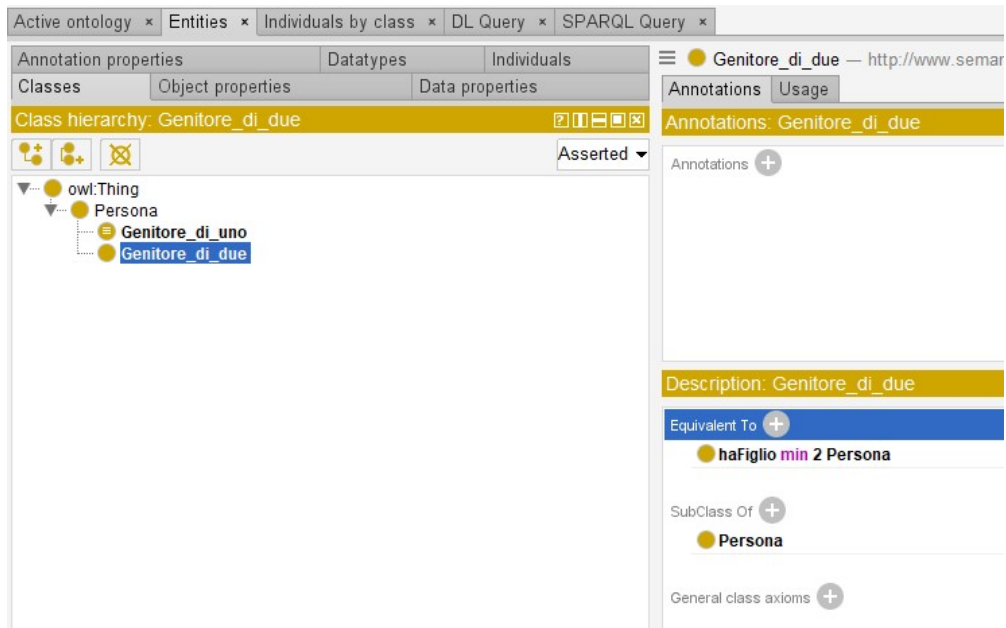 Active ontology × Entities × Individuals by class × DL Query × SPARQL Query ×
Annotation properties Datatypes Individuals
Classes Object properties Data properties
Class hierarchy: Genitore_di_due
Asserted
owl:Thing
Persona
Genitore_di_uno
Genitore_di_due
Genitore_di_due — http://www.seman
Annotations Usage
Annotations: Genitore_di_due
Annotations
Description: Genitore_di_due
Equivalent To
haFiglio min 2 Persona
SubClass Of
Persona
General class axioms